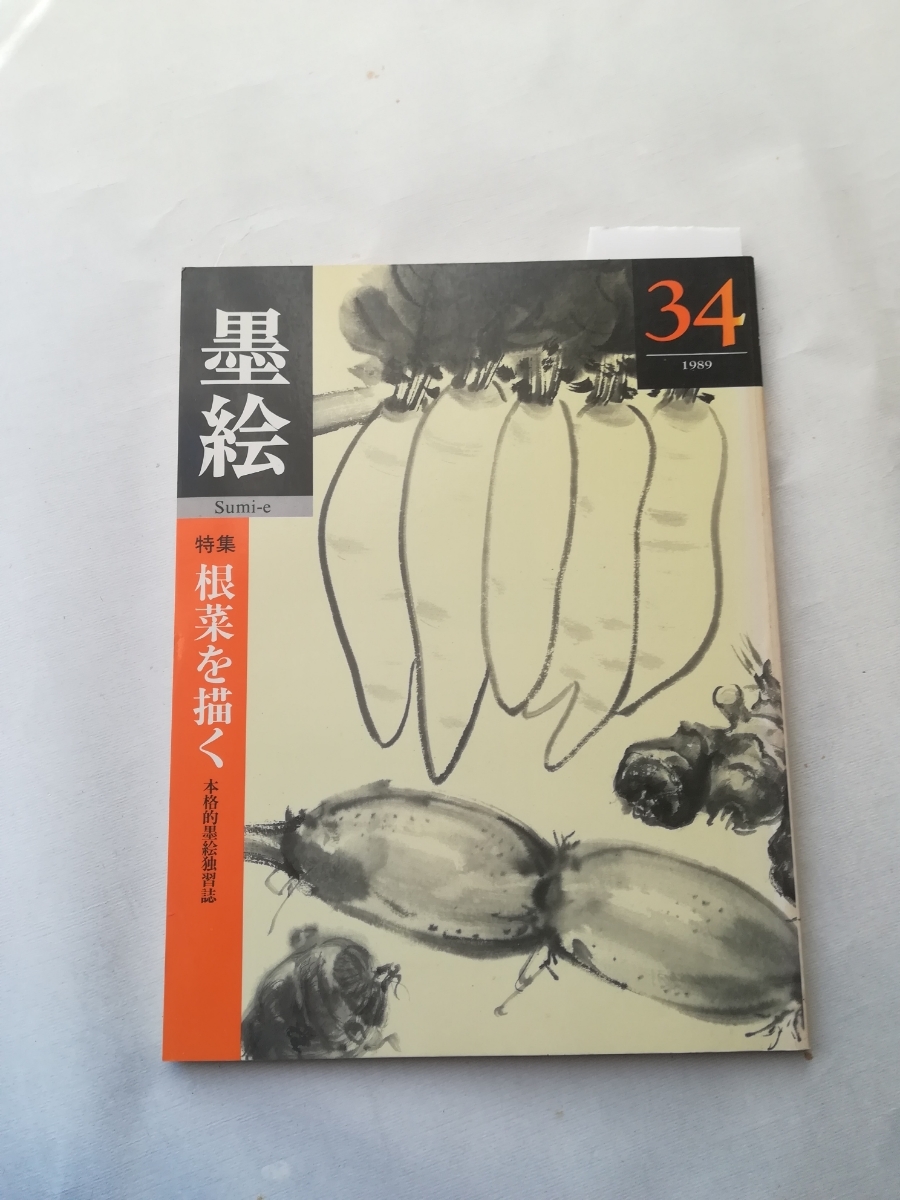 墨絵
Sumi-e
特集
根菜を描く
本格的墨絵独習誌
34
1989